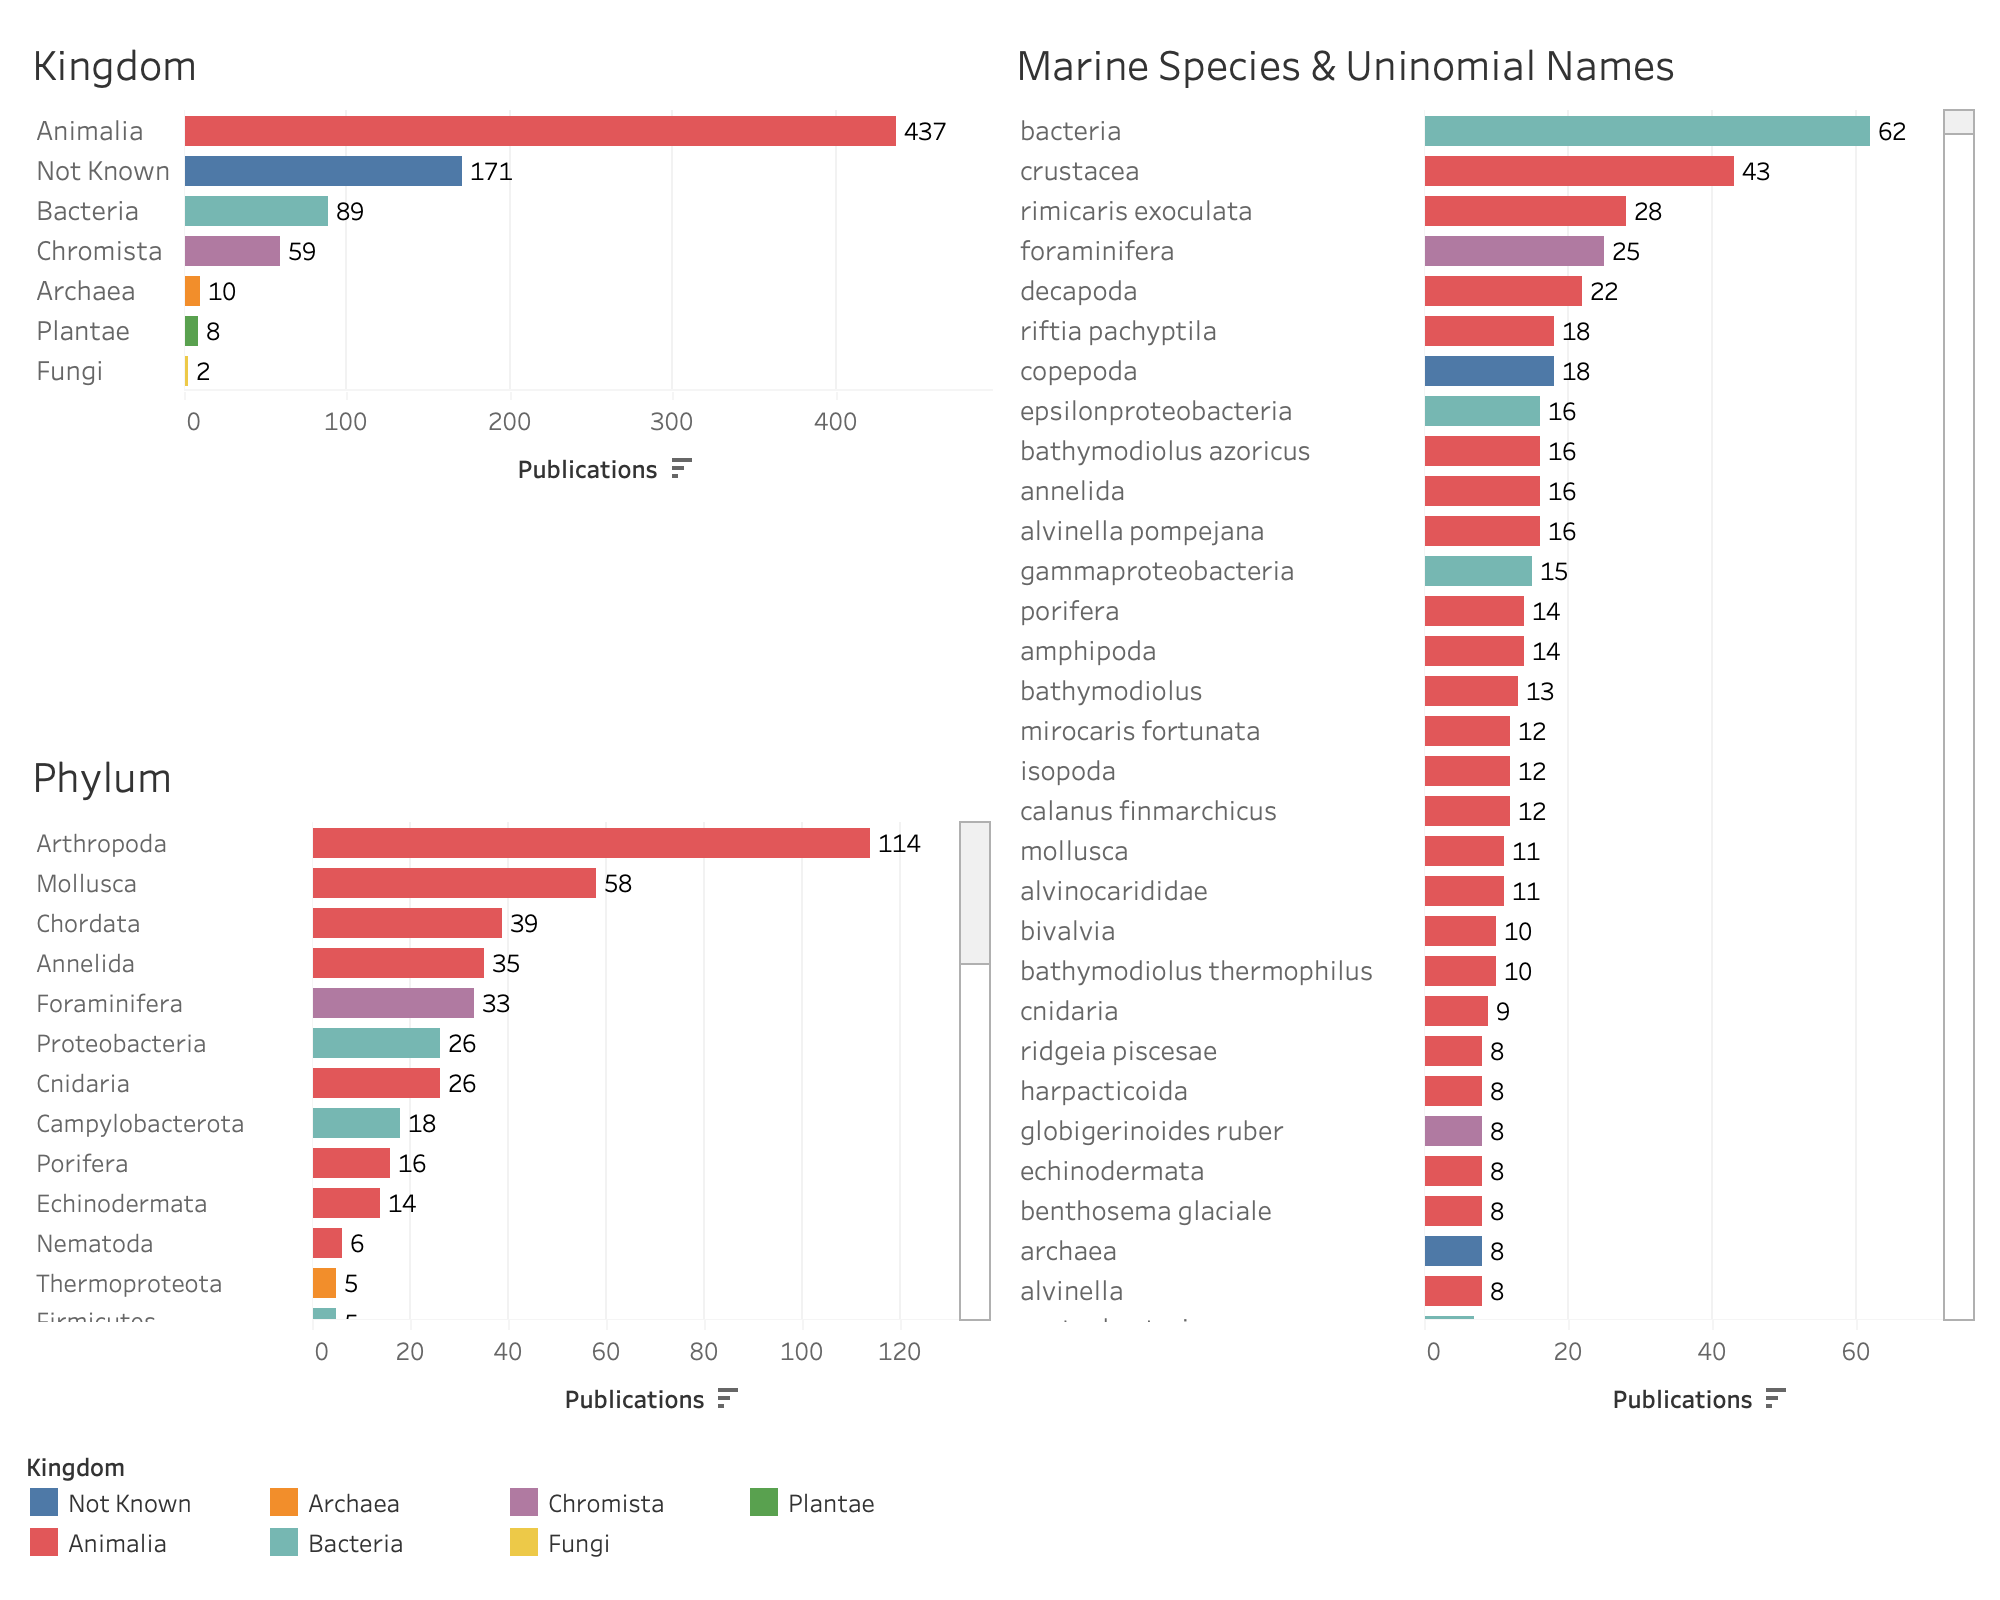 Kingdom
Animalia 437
Not Known 171
Bacteria 89
Chromista 59
Archaea 10
Plantae 8
Fungi 2
0 100 200 300 400
Publications
Phylum
Arthropoda 114
Mollusca 58
Chordata 39
Annelida 35
Foraminifera 33
Proteobacteria 26
Cnidaria 26
Campylobacterota 18
Porifera 16
Echinodermata 14
Nematoda 6
Thermoproteota 5
Firmicutes 5
0 20 40 60 80 100 120
Publications
Marine Species & Uninomial Names
bacteria 62
crustacea 43
rimicaris exoculata 28
foraminifera 25
decapoda 22
riftia pachyptila 18
copepoda 18
epsilonproteobacteria 16
bathymodiolus azoricus 16
annelida 16
alvinella pompejana 16
gammaproteobacteria 15
porifera 14
amphipoda 14
bathymodiolus 13
mirocaris fortunata 12
isopoda 12
calanus finmarchicus 12
mollusca 11
alvinocarididae 11
bivalvia 10
bathymodiolus thermophilus 10
cnidaria 9
ridgeia piscesae 8
harpacticoida 8
globigerinoides ruber 8
echinodermata 8
benthosema glaciale 8
archaea 8
alvinella 8
0 20 40 60
Publications
Kingdom
Not Known Archaea Chromista Plantae
Animalia Bacteria Fungi